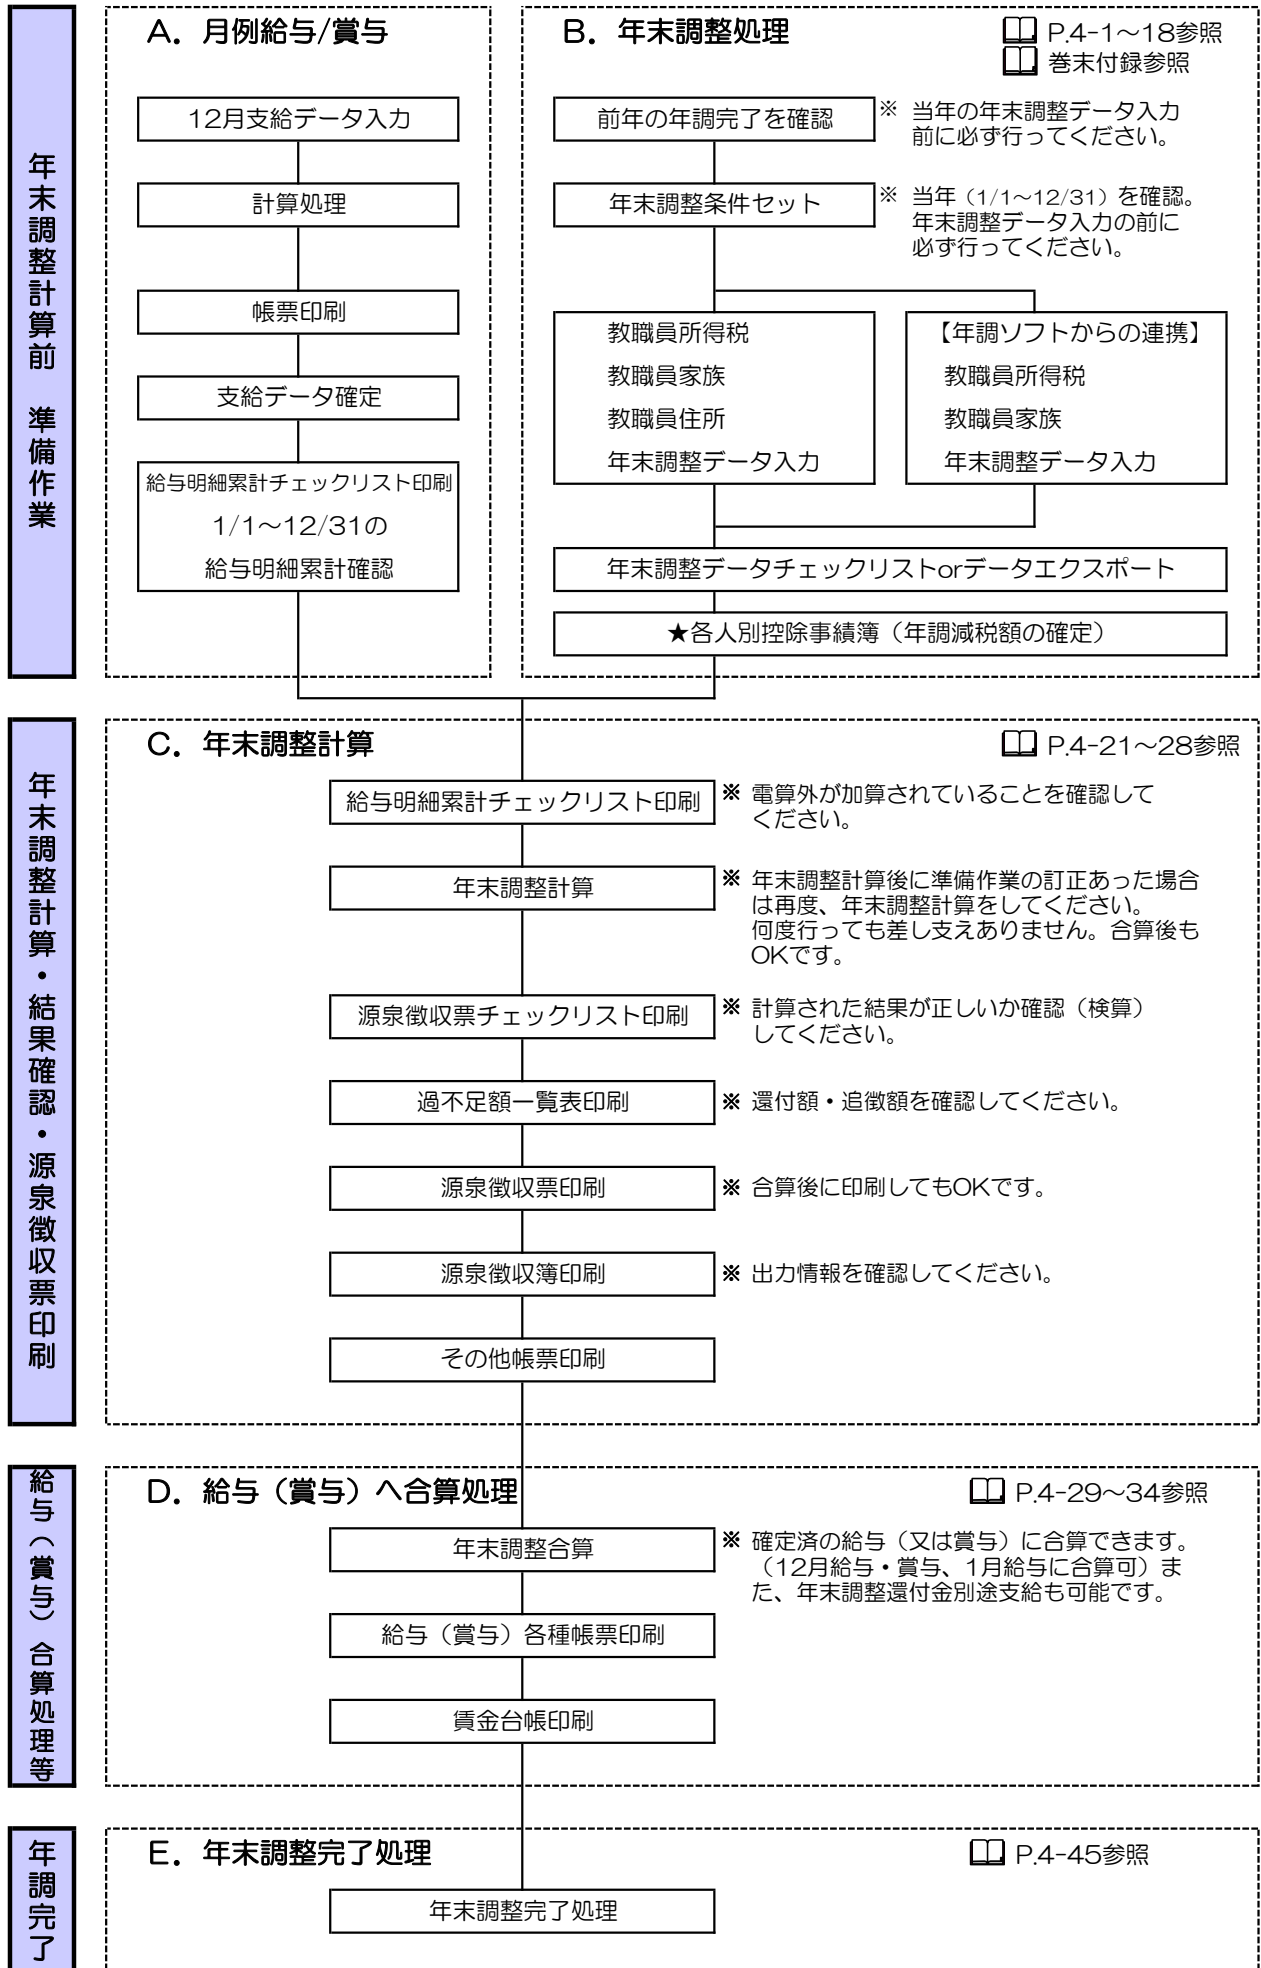 年末調整計算前　準備作業
A．月例給与/賞与
12月支給データ入力
計算処理
帳票印刷
支給データ確定
給与明細累計チェックリスト印刷
1/1～12/31の
給与明細累計確認
B．年末調整処理
P.4-1～18参照
巻末付録参照
前年の年調完了を確認
※ 当年の年末調整データ入力
前に必ず行ってください。
年末調整条件セット
※ 当年（1/1～12/31）を確認。
年末調整データ入力の前に
必ず行ってください。
教職員所得税
教職員家族
教職員住所
年末調整データ入力
【年調ソフトからの連携】
教職員所得税
教職員家族
年末調整データ入力
年末調整データチェックリストorデータエクスポート
★各人別控除事績簿（年調減税額の確定）
年末調整計算・結果確認・源泉徴収票印刷
C．年末調整計算
P.4-21～28参照
給与明細累計チェックリスト印刷
※ 電算外が加算されていることを確認して
ください。
年末調整計算
※ 年末調整計算後に準備作業の訂正あった場合
は再度、年末調整計算をしてください。
何度行っても差し支えありません。合算後も
OKです。
源泉徴収票チェックリスト印刷
※ 計算された結果が正しいか確認（検算）
してください。
過不足額一覧表印刷
※ 還付額・追徴額を確認してください。
源泉徴収票印刷
※ 合算後に印刷してもOKです。
源泉徴収簿印刷
※ 出力情報を確認してください。
その他帳票印刷
給与（賞与）合算処理等
D．給与（賞与）へ合算処理
P.4-29～34参照
年末調整合算
※ 確定済の給与（又は賞与）に合算できます。
（12月給与・賞与、1月給与に合算可）ま
た、年末調整還付金別途支給も可能です。
給与（賞与）各種帳票印刷
賃金台帳印刷
年調完了
E．年末調整完了処理
P.4-45参照
年末調整完了処理